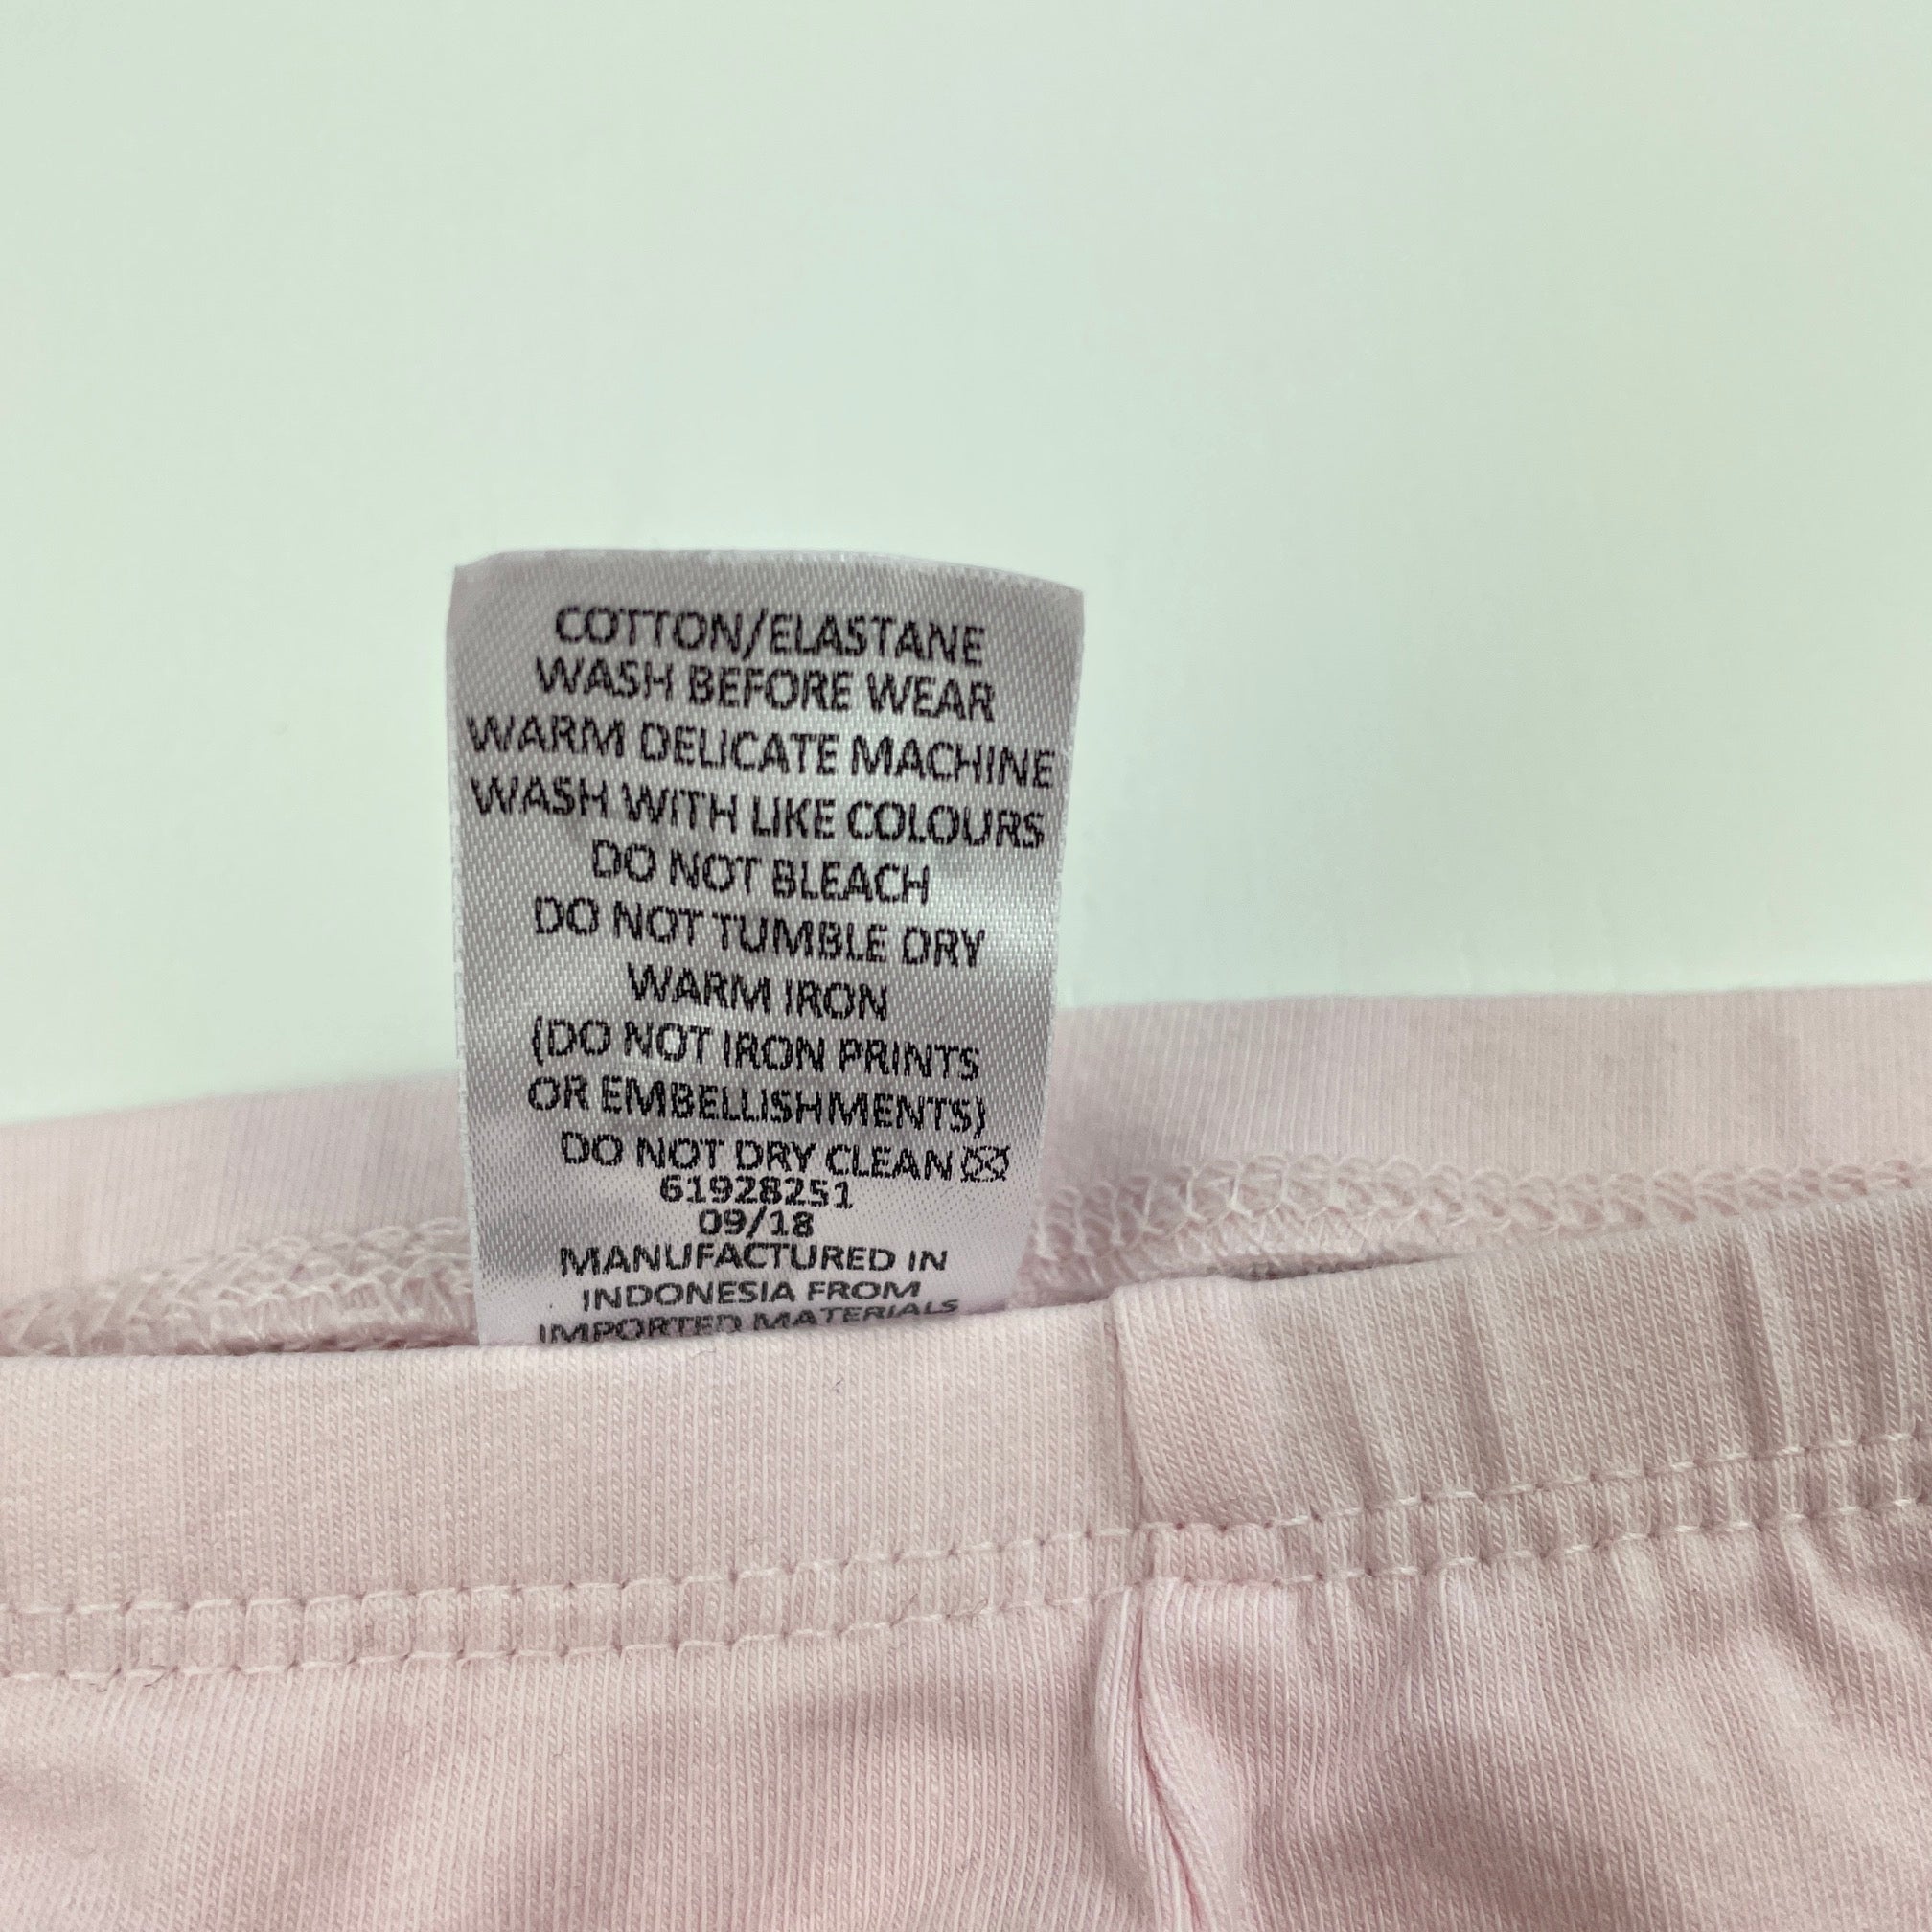 COTTON/ELASTANE
WASH BEFORE WEAR
WARM DELICATE MACHINE
WASH WITH LIKE COLOURS
DO NOT BLEACH
DO NOT TUMBLE DRY
WARM IRON
(DO NOT IRON PRINTS
OR EMBELLISHMENTS)
DO NOT DRY CLEAN
61928251
09/18
MANUFACTURED IN
INDONESIA FROM
IMPORTED MATERIALS